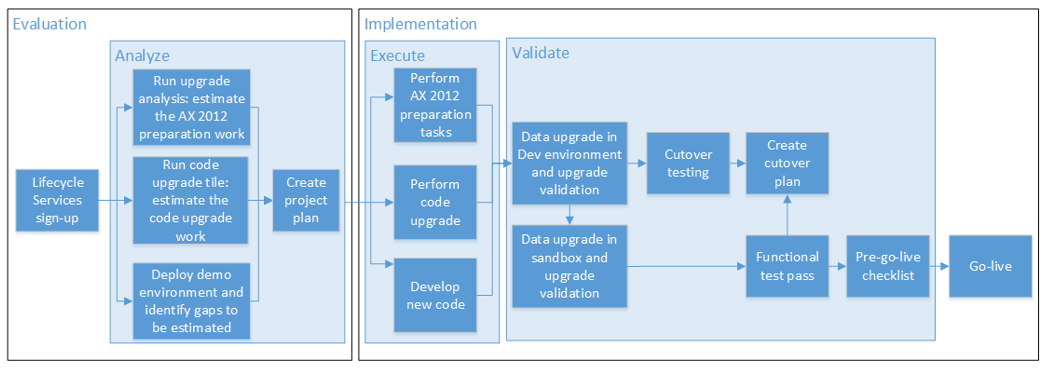 Evaluation
Analyze
Lifecycle
Services
sign-up
Run upgrade
analysis: estimate
the AX 2012
preparation work
Run code
upgrade tile:
estimate the
code upgrade
work
Deploy demo
environment and
identify gaps to
be estimated
Create
project
plan
Implementation
Execute
Perform
AX 2012
preparation
tasks
Perform
code
upgrade
Develop
new code
Validate
Data upgrade in
Dev environment
and upgrade
validation
Cutover
testing
Create
cutover
plan
Data upgrade in
sandbox and
upgrade
validation
Functional
test pass
Pre-go-live
checklist
Go-live